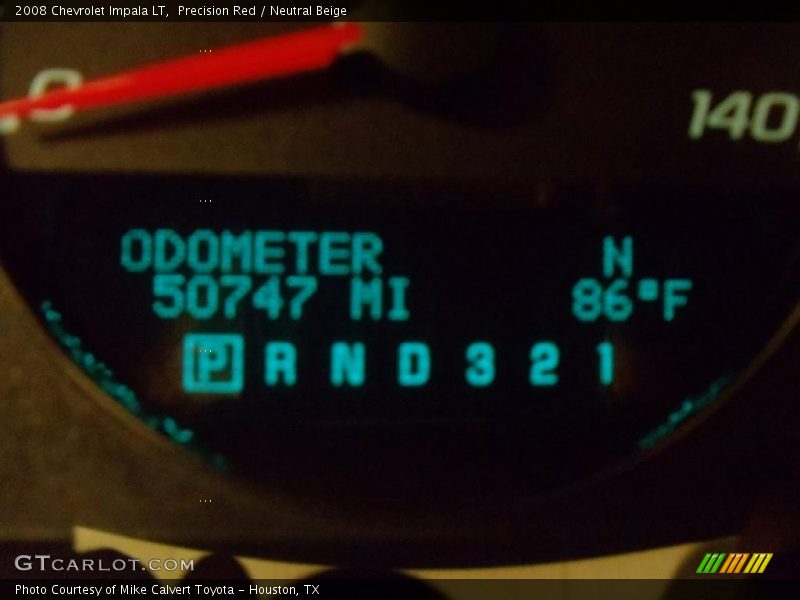 2008 Chevrolet Impala LT,  Precision Red / Neutral Beige
0
140
ODOMETER N
50747 MI 86°F
P R N D 3 2 1
GTcarlot.com
Photo Courtesy of Mike Calvert Toyota - Houston, TX